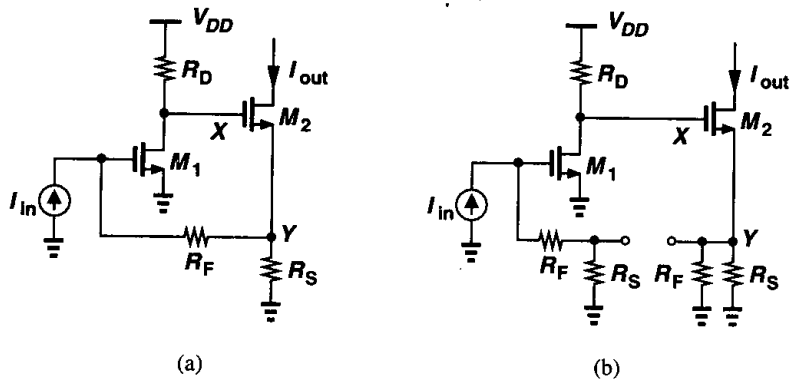 V_DD
R_D
I_out
X
M_2
M_1
I_in
R_F
Y
R_S
(a)
V_DD
R_D
I_out
X
M_2
M_1
I_in
R_F
R_S
R_F
Y
R_S
(b)